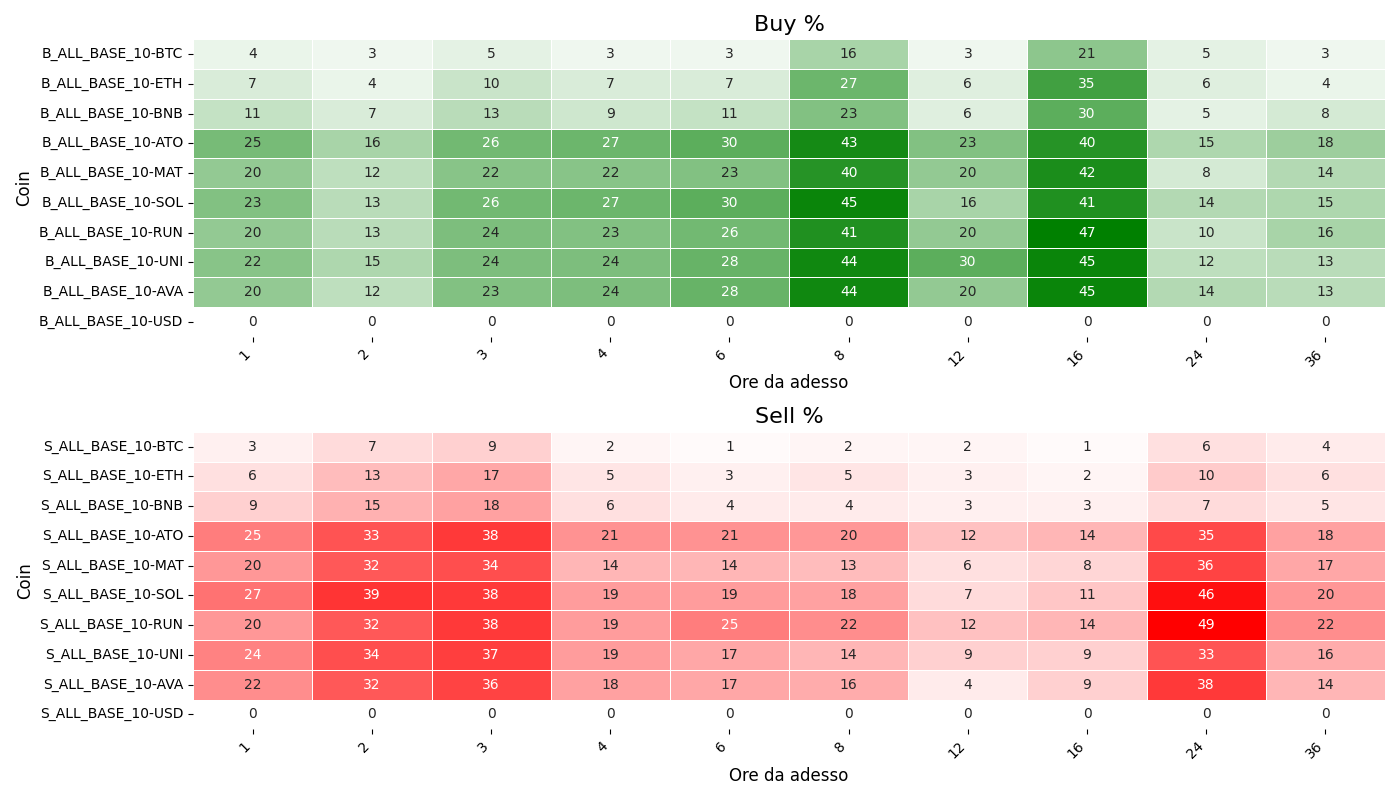 Buy %
Coin
B_ALL_BASE_10-BTC 4 3 5 3 3 16 3 21 5 3
B_ALL_BASE_10-ETH 7 4 10 7 7 27 6 35 6 4
B_ALL_BASE_10-BNB 11 7 13 9 11 23 6 30 5 8
B_ALL_BASE_10-ATO 25 16 26 27 30 43 23 40 15 18
B_ALL_BASE_10-MAT 20 12 22 22 23 40 20 42 8 14
B_ALL_BASE_10-SOL 23 13 26 27 30 45 16 41 14 15
B_ALL_BASE_10-RUN 20 13 24 23 26 41 20 47 10 16
B_ALL_BASE_10-UNI 22 15 24 24 28 44 30 45 12 13
B_ALL_BASE_10-AVA 20 12 23 24 28 44 20 45 14 13
B_ALL_BASE_10-USD 0 0 0 0 0 0 0 0 0 0
1 2 3 4 6 8 12 16 24 36
Ore da adesso
Sell %
Coin
S_ALL_BASE_10-BTC 3 7 9 2 1 2 2 1 6 4
S_ALL_BASE_10-ETH 6 13 17 5 3 5 3 2 10 6
S_ALL_BASE_10-BNB 9 15 18 6 4 4 3 3 7 5
S_ALL_BASE_10-ATO 25 33 38 21 21 20 12 14 35 18
S_ALL_BASE_10-MAT 20 32 34 14 14 13 6 8 36 17
S_ALL_BASE_10-SOL 27 39 38 19 19 18 7 11 46 20
S_ALL_BASE_10-RUN 20 32 38 19 25 22 12 14 49 22
S_ALL_BASE_10-UNI 24 34 37 19 17 14 9 9 33 16
S_ALL_BASE_10-AVA 22 32 36 18 17 16 4 9 38 14
S_ALL_BASE_10-USD 0 0 0 0 0 0 0 0 0 0
1 2 3 4 6 8 12 16 24 36
Ore da adesso